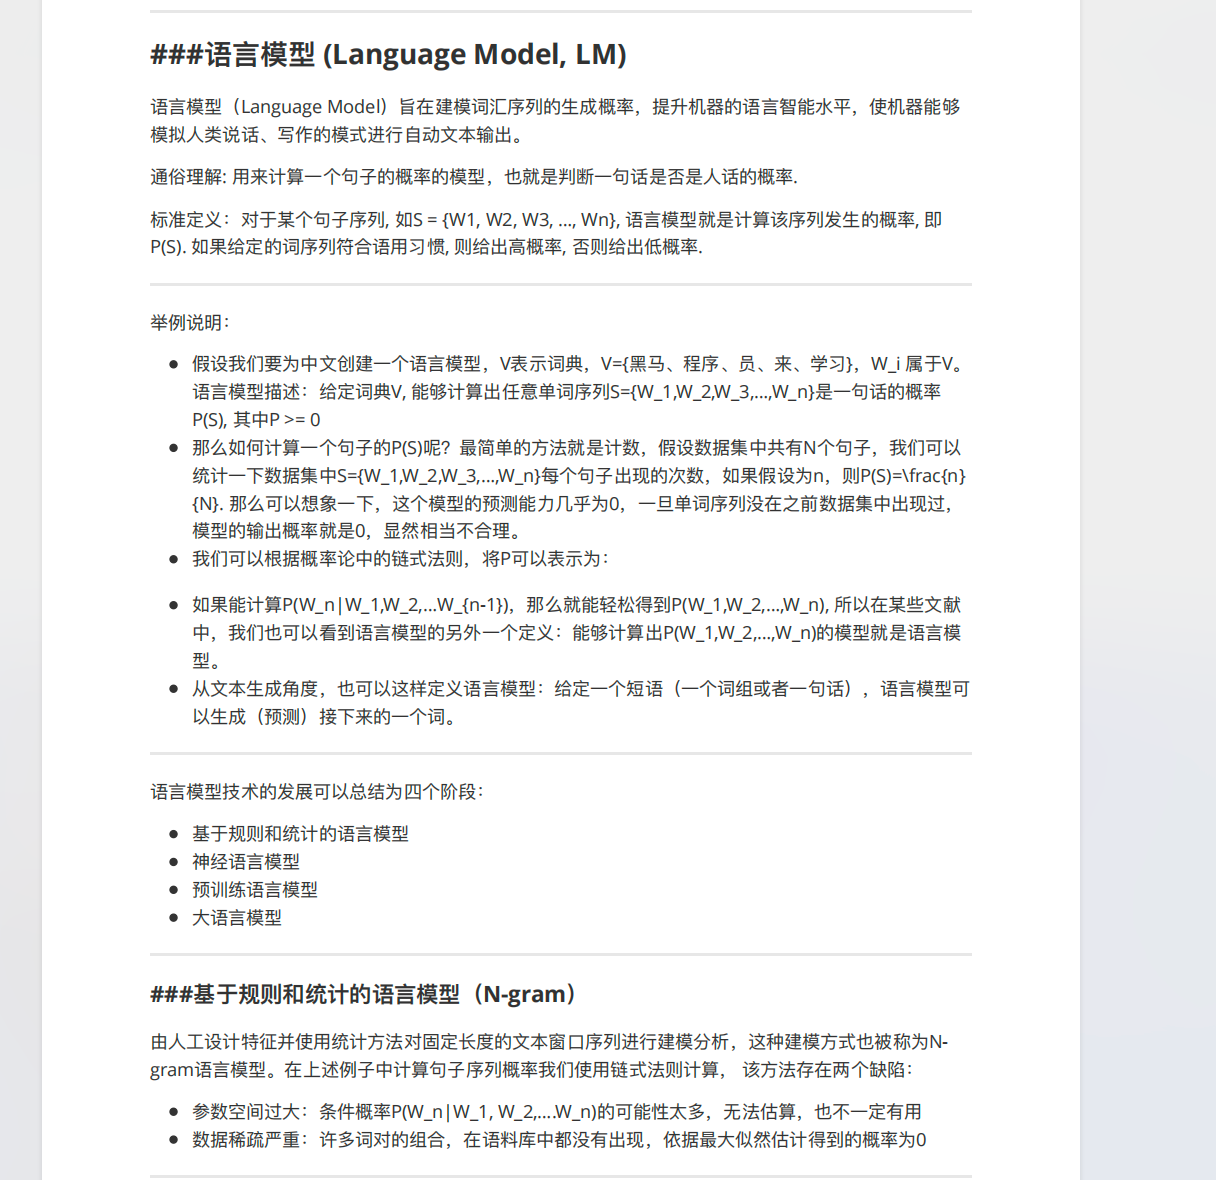 ###语言模型 (Language Model, LM)
语言模型（Language Model）旨在建模词汇序列的生成概率，提升机器的语言智能水平，使机器能够
模拟人类说话、写作的模式进行自动文本输出。
通俗理解: 用来计算一个句子的概率的模型，也就是判断一句话是否是人话的概率.
标准定义：对于某个句子序列, 如S = {W1, W2, W3, …, Wn}, 语言模型就是计算该序列发生的概率, 即
P(S). 如果给定的词序列符合语用习惯, 则给出高概率, 否则给出低概率.
举例说明：
● 假设我们要为中文创建一个语言模型，V表示词典，V={黑马、程序、员、来、学习}，W_i 属于V。
语言模型描述：给定词典V, 能够计算出任意单词序列S={W_1,W_2,W_3,…,W_n}是一句话的概率
P(S), 其中P >= 0
● 那么如何计算一个句子的P(S)呢？最简单的方法就是计数，假设数据集中共有N个句子，我们可以
统计一下数据集中S={W_1,W_2,W_3,…,W_n}每个句子出现的次数，如果假设为n，则P(S)=\frac{n}
{N}. 那么可以想象一下，这个模型的预测能力几乎为0，一旦单词序列没在之前数据集中出现过，
模型的输出概率就是0，显然相当不合理。
● 我们可以根据概率论中的链式法则，将P可以表示为：
● 如果能计算P(W_n|W_1,W_2,…W_{n-1})，那么就能轻松得到P(W_1,W_2,…,W_n), 所以在某些文献
中，我们也可以看到语言模型的另外一个定义：能够计算出P(W_1,W_2,…,W_n)的模型就是语言模
型。
● 从文本生成角度，也可以这样定义语言模型：给定一个短语（一个词组或者一句话），语言模型可
以生成（预测）接下来的一个词。
语言模型技术的发展可以总结为四个阶段：
● 基于规则和统计的语言模型
● 神经语言模型
● 预训练语言模型
● 大语言模型
###基于规则和统计的语言模型（N-gram）
由人工设计特征并使用统计方法对固定长度的文本窗口序列进行建模分析，这种建模方式也被称为N-
gram语言模型。在上述例子中计算句子序列概率我们使用链式法则计算， 该方法存在两个缺陷：
● 参数空间过大：条件概率P(W_n|W_1, W_2,….W_n)的可能性太多，无法估算，也不一定有用
● 数据稀疏严重：许多词对的组合，在语料库中都没有出现，依据最大似然估计得到的概率为0